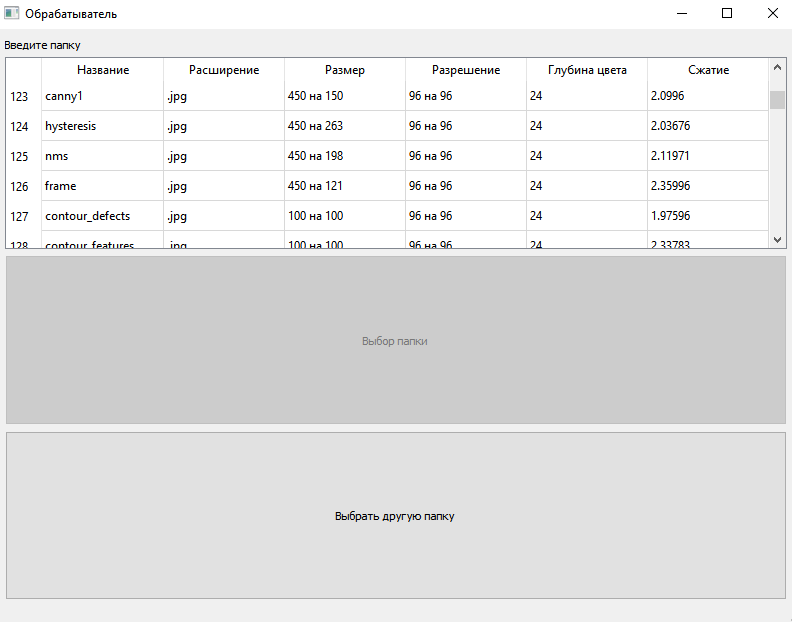 Обрабатыватель
Введите папку
Название Расширение Размер Разрешение Глубина цвета Сжатие
123 canny1 .jpg 450 на 150 96 на 96 24 2.0996
124 hysteresis .jpg 450 на 263 96 на 96 24 2.03676
125 nms .jpg 450 на 198 96 на 96 24 2.11971
126 frame .jpg 450 на 121 96 на 96 24 2.35996
127 contour_defects .jpg 100 на 100 96 на 96 24 1.97596
128 contour_features .jpg 100 на 100 96 на 96 24 2.33783
Выбор папки
Выбрать другую папку